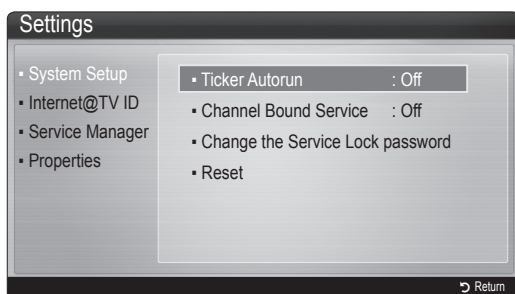 Settings
▪ System Setup
▪ Internet@TV ID
▪ Service Manager
▪ Properties
▪ Ticker Autorun : Off
▪ Channel Bound Service : Off
▪ Change the Service Lock password
▪ Reset
Return